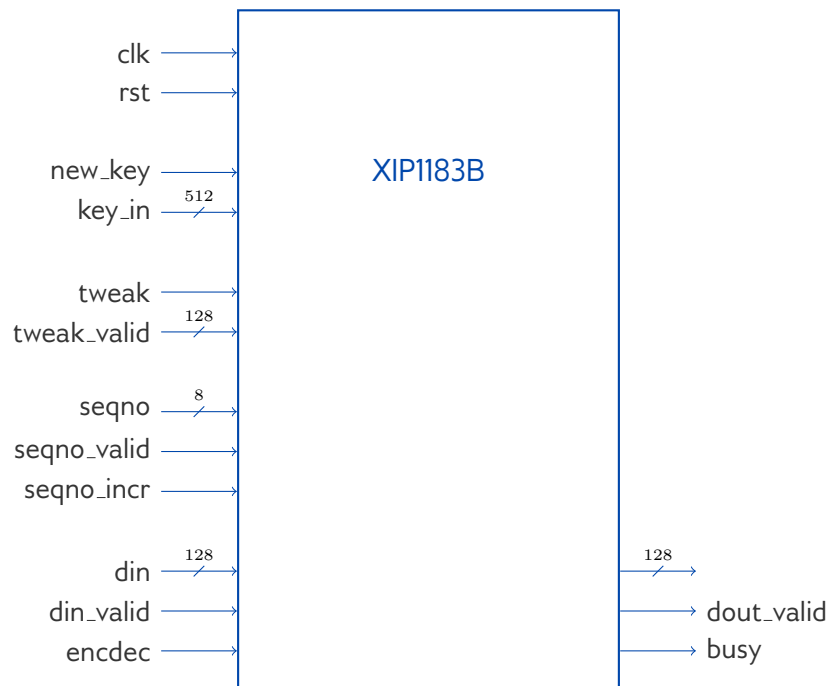 clk
rst
XIP1183B
new_key
512
key_in
tweak
128
tweak_valid
8
seqno
seqno_valid
seqno_incr
128
din
128
din_valid
dout_valid
encdec
busy